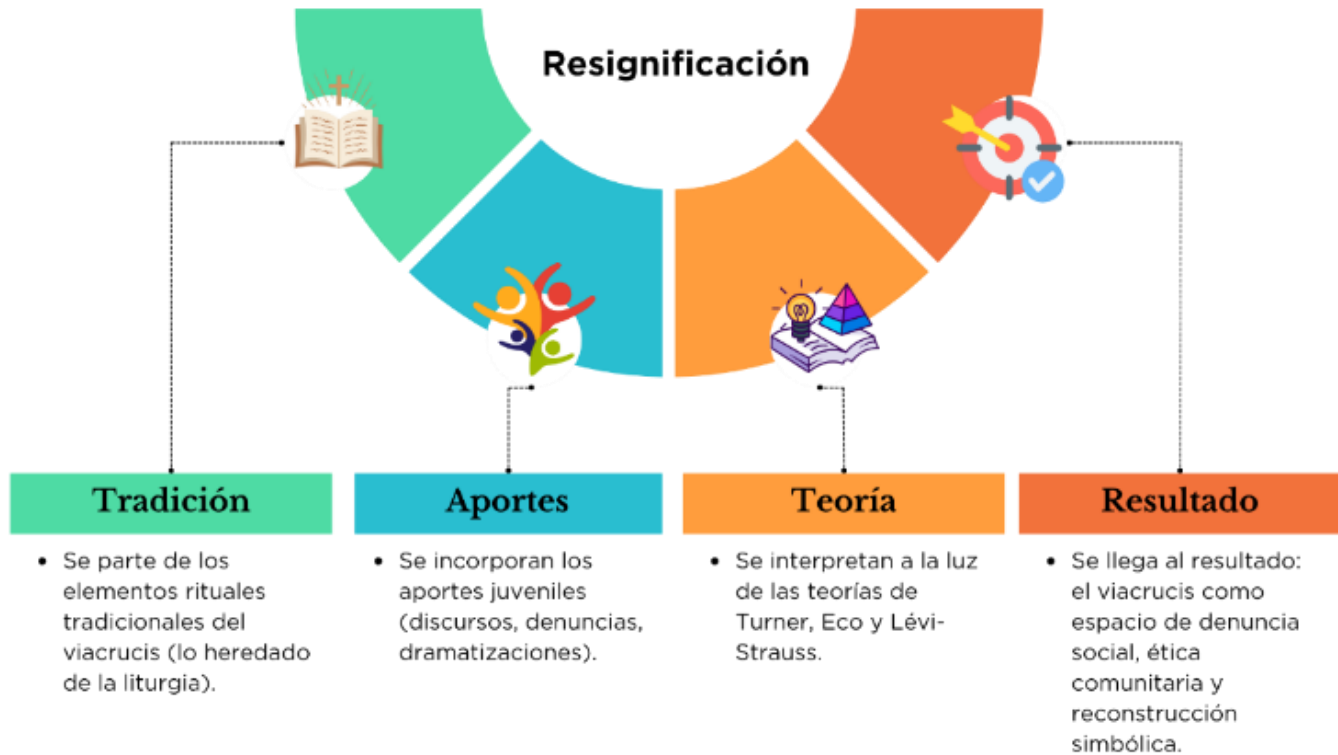 Resignificación
Tradición
• Se parte de los
elementos rituales
tradicionales del
viacrucis (lo heredado
de la liturgia).
Aportes
• Se incorporan los
aportes juveniles
(discursos, denuncias,
dramatizaciones).
Teoría
• Se interpretan a la luz
de las teorías de
Turner, Eco y Lévi-
Strauss.
Resultado
• Se llega al resultado:
el viacrucis como
espacio de denuncia
social, ética
comunitaria y
reconstrucción
simbólica.